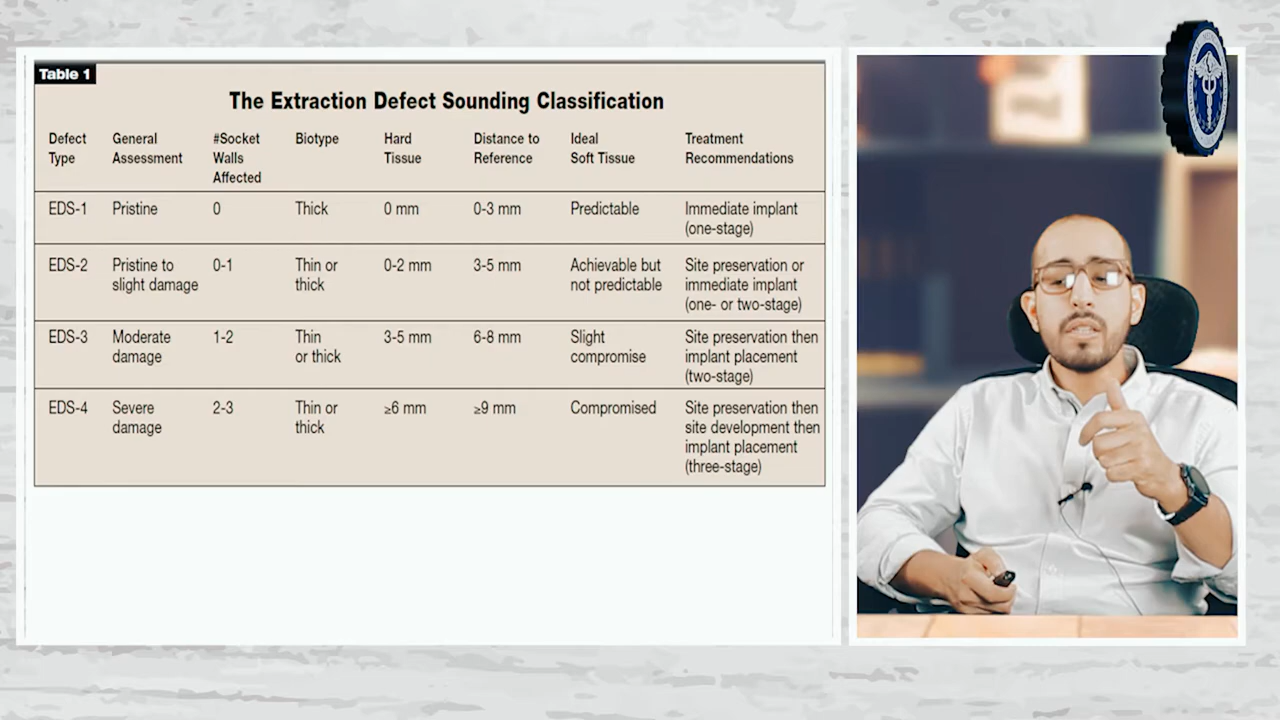 Table 1
The Extraction Defect Sounding Classification
Defect Type General Assessment #Socket Walls Affected Biotype Hard Tissue Distance to Reference Ideal Soft Tissue Treatment Recommendations
EDS-1 Pristine 0 Thick 0 mm 0-3 mm Predictable Immediate implant
(one-stage)
EDS-2 Pristine to 0-1 Thin or 0-2 mm 3-5 mm Achievable but Site preservation or
slight damage thick not predictable immediate implant
(one- or two-stage)
EDS-3 Moderate 1-2 Thin 3-5 mm 6-8 mm Slight Site preservation then
damage or thick compromise implant placement
(two-stage)
EDS-4 Severe 2-3 Thin or ≥6 mm ≥9 mm Compromised Site preservation then
damage thick site development then
implant placement
(three-stage)